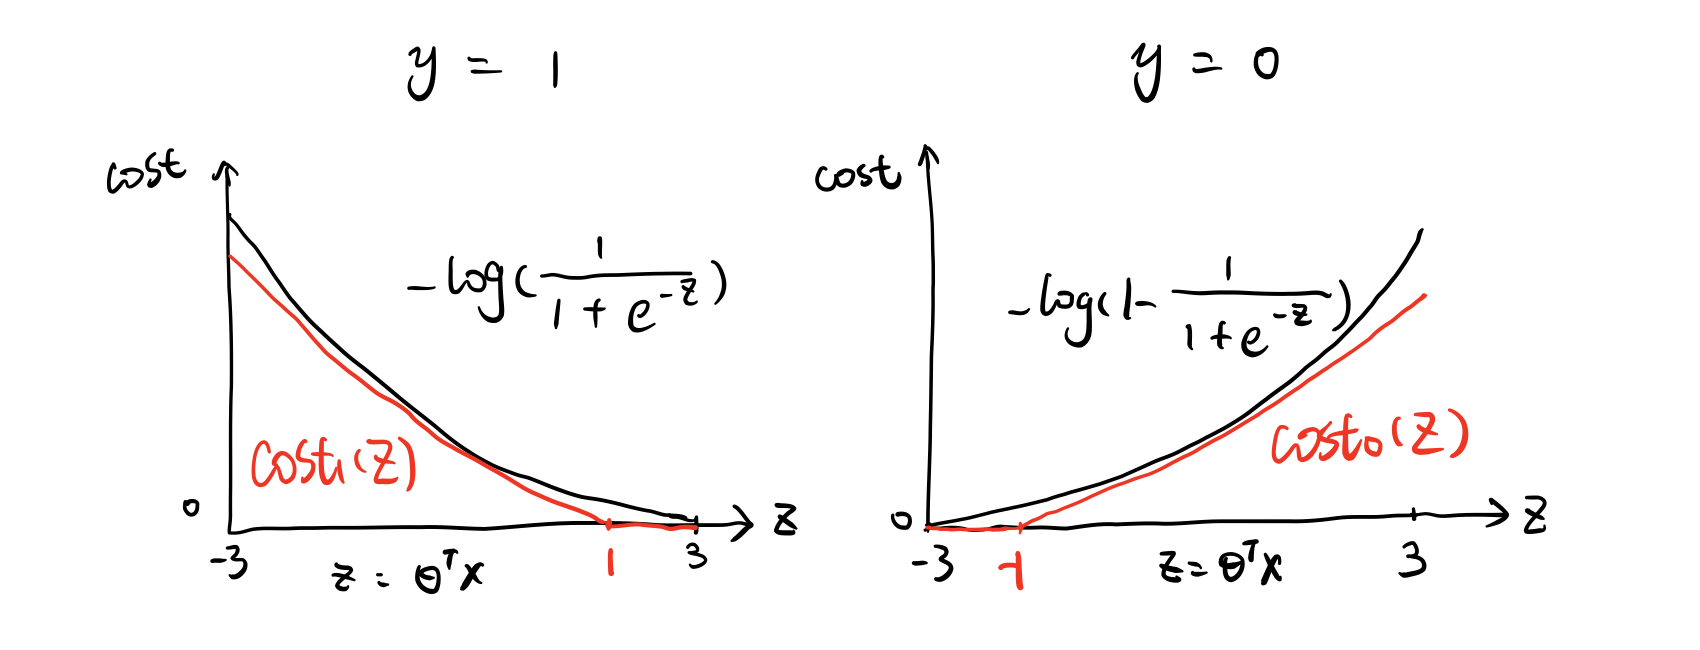 y = 1
cost
-log(1/(1+e^-z))
cost₁(z)
0
z
-3
z = θᵀx
1
3
y = 0
cost
-log(1-1/(1+e^-z))
cost₀(z)
0
z
-3
-1
z = θᵀx
3